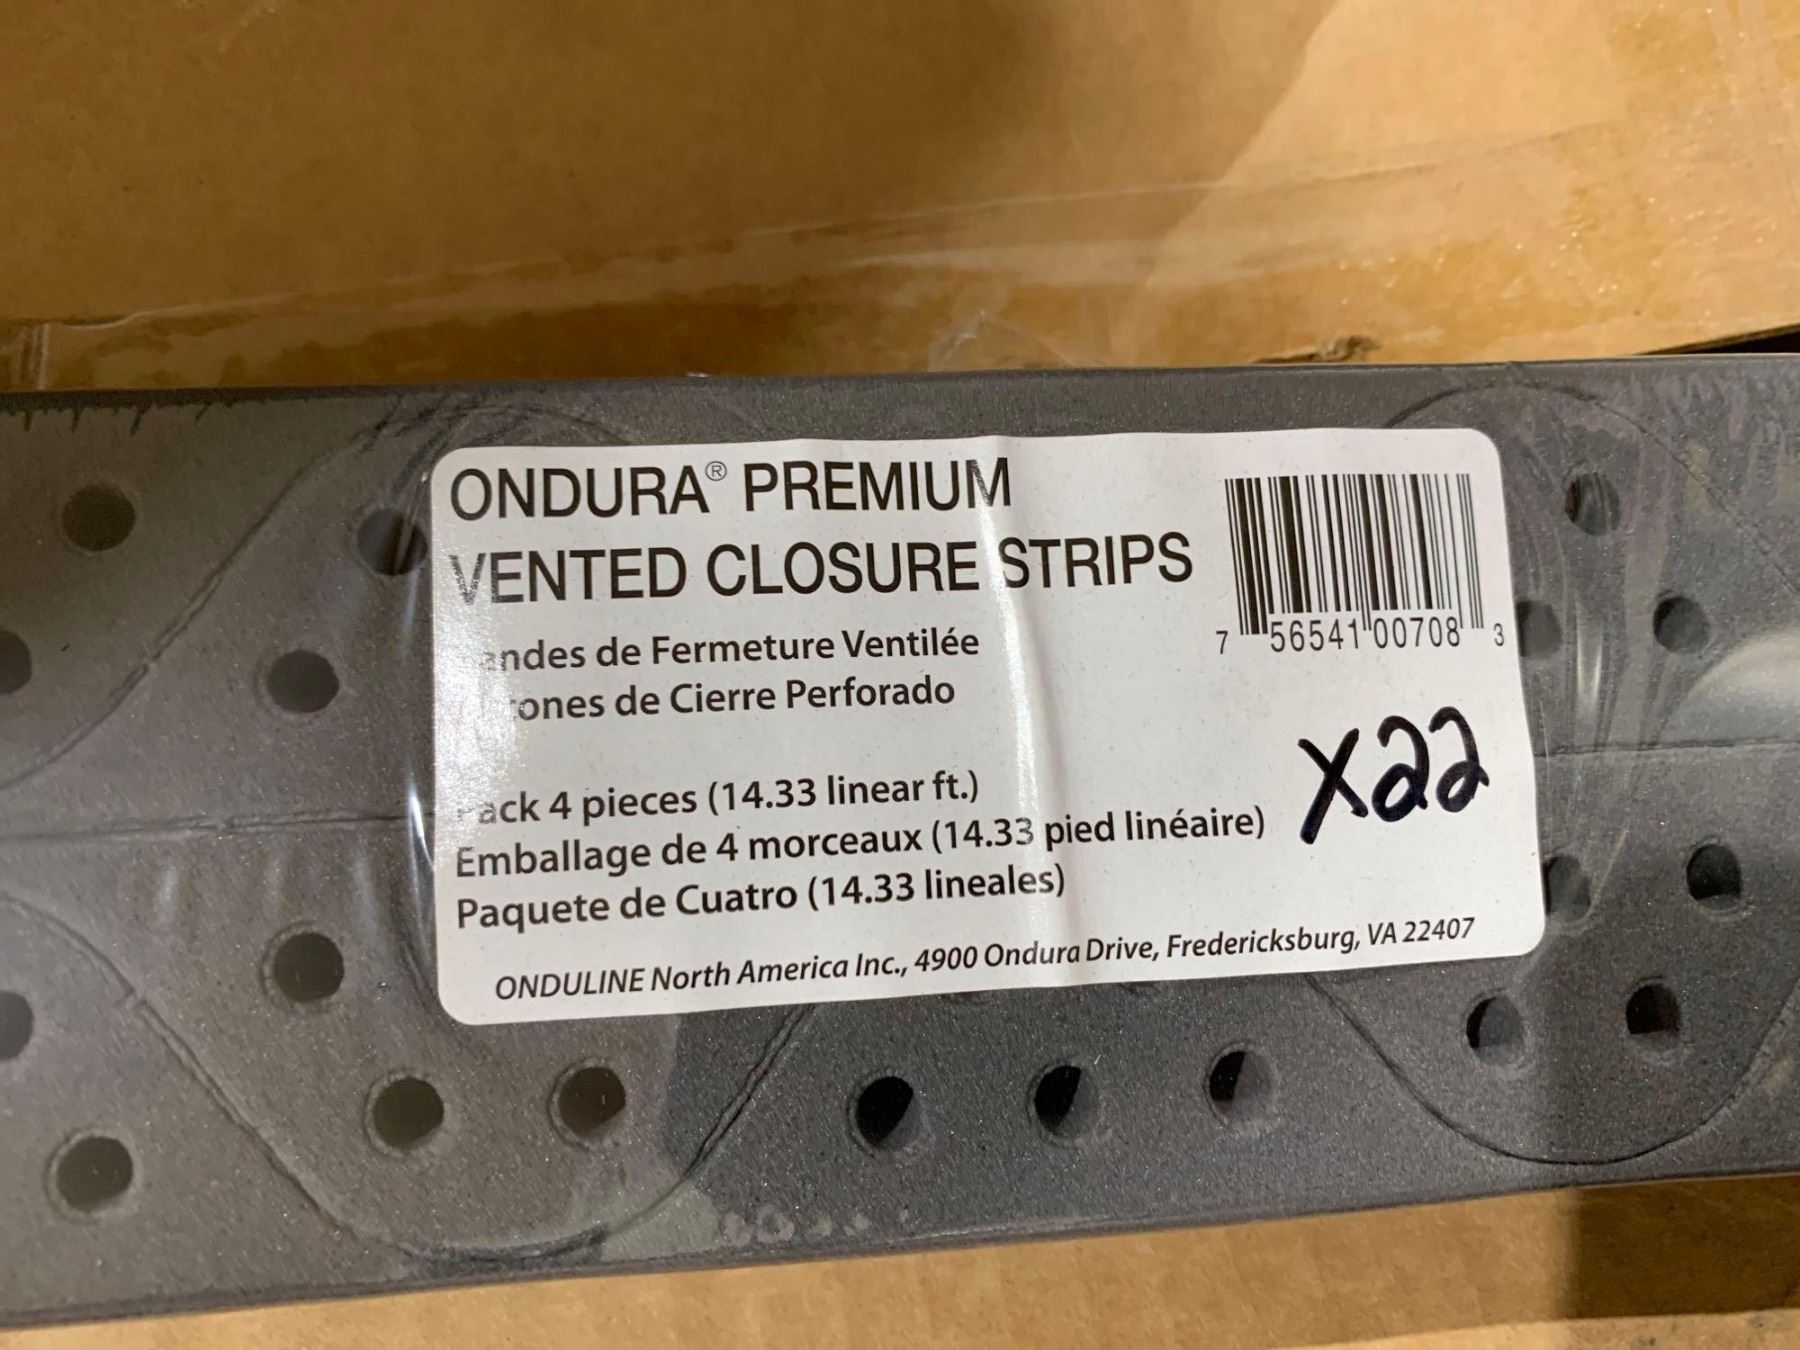 ONDURA® PREMIUM
VENTED CLOSURE STRIPS
7 56541 00708 3
de Fermeture Ventilée
de Cierre Perforado
X22
Pack 4 pieces (14.33 linear ft.)
Emballage de 4 morceaux (14.33 pied linéaire)
Paquete de Cuatro (14.33 lineales)
ONDULINE North America Inc., 4900 Ondura Drive, Fredericksburg, VA 22407